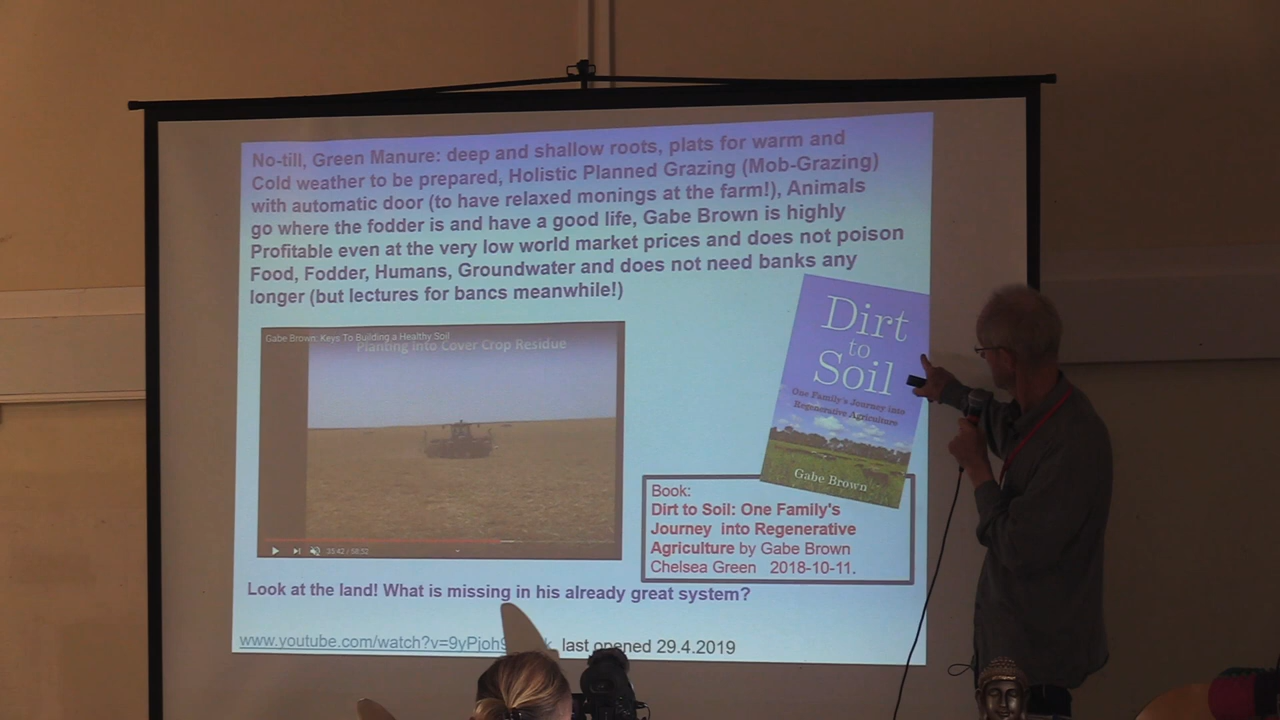 No-till, Green Manure: deep and shallow roots, plats for warm and
Cold weather to be prepared, Holistic Planned Grazing (Mob-Grazing)
with automatic door (to have relaxed monings at the farm!), Animals
go where the fodder is and have a good life, Gabe Brown is highly
Profitable even at the very low world market prices and does not poison
Food, Fodder, Humans, Groundwater and does not need banks any
longer (but lectures for bancs meanwhile!)
Gabe Brown: Keys To Building a Healthy Soil
Planting into Cover Crop Residue
Dirt
to
Soil
One Family's Journey into
Regenerative Agriculture
Gabe Brown
Book:
Dirt to Soil: One Family's
Journey into Regenerative
Agriculture by Gabe Brown
Chelsea Green 2018-10-11.
Look at the land! What is missing in his already great system?
last opened 29.4.2019